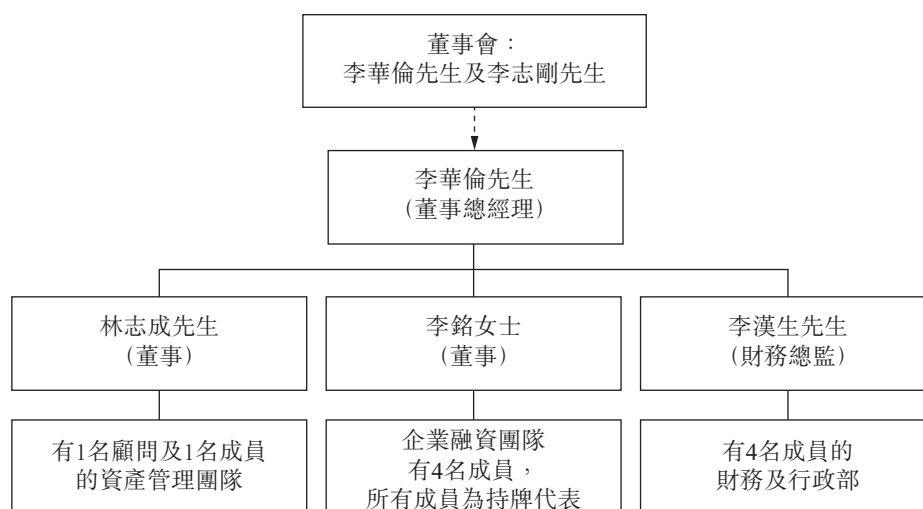 董事會：
李華倫先生及李志剛先生
李華倫先生
（董事總經理）
林志成先生
（董事）
李銘女士
（董事）
李漢生先生
（財務總監）
有1名顧問及1名成員
的資產管理團隊
企業融資團隊
有4名成員，
所有成員為持牌代表
有4名成員的
財務及行政部